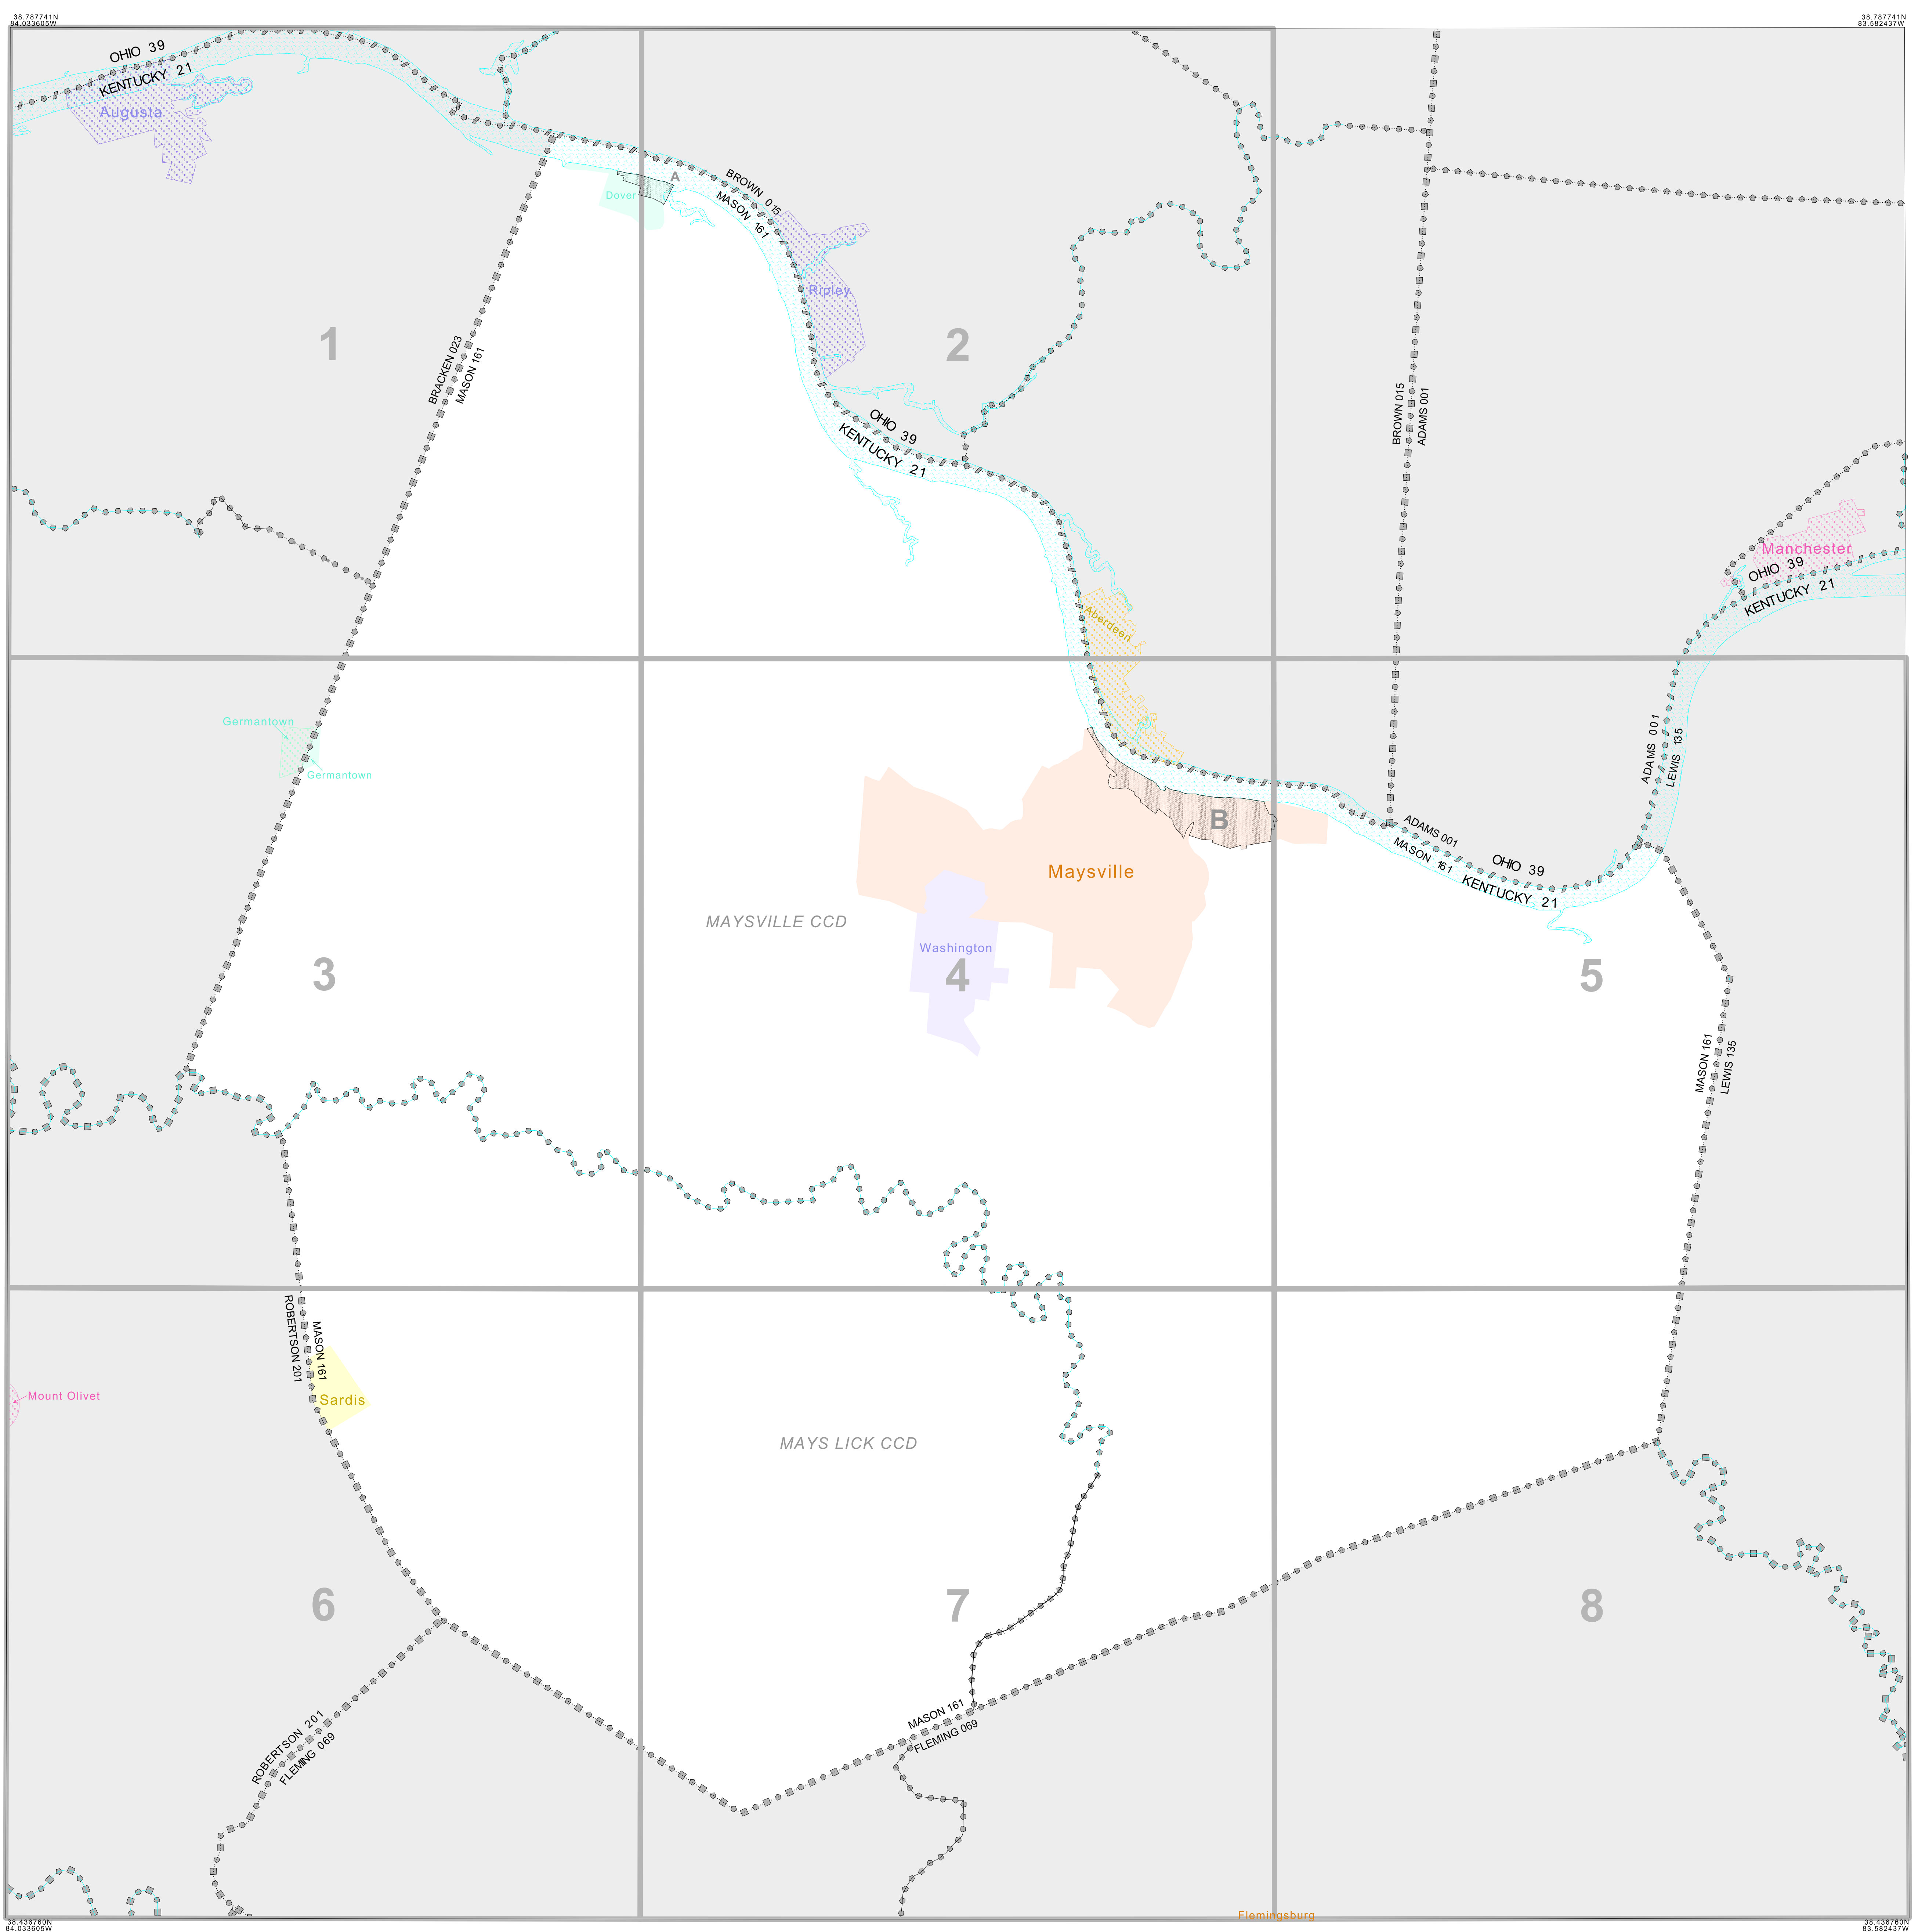 38.787741N
84.033605W
38.787741N
83.582437W
OHIO 39
KENTUCKY 21
Augusta
A
Dover
BROWN 015
MASON 161
Ripley
1
2
BRACKEN 023
MASON 161
OHIO 39
KENTUCKY 21
BROWN 015
ADAMS 001
Manchester
OHIO 39
KENTUCKY 21
Aberdeen
Germantown
Germantown
ADAMS 001
LEWIS 135
B
ADAMS 001
MASON 161
OHIO 39
KENTUCKY 21
Maysville
MAYSVILLE CCD
Washington
3
4
5
MASON 161
LEWIS 135
ROBERTSON 201
MASON 161
Mount Olivet
Sardis
MAYS LICK CCD
6
7
8
MASON 161
FLEMING 069
ROBERTSON 201
FLEMING 069
Flemingsburg
38.436760N
84.033605W
38.436760N
83.582437W